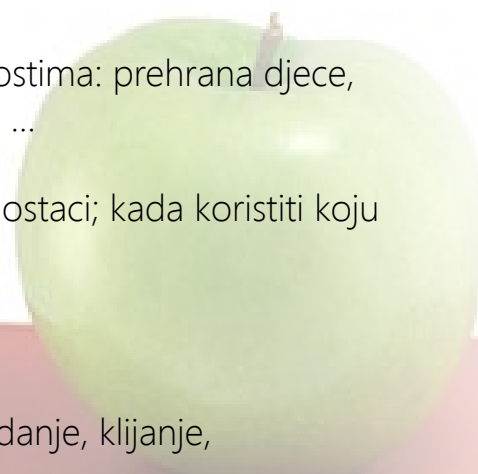 ostima: prehrana djece,
...
ostaci; kada koristiti koju
danje, klijanje,